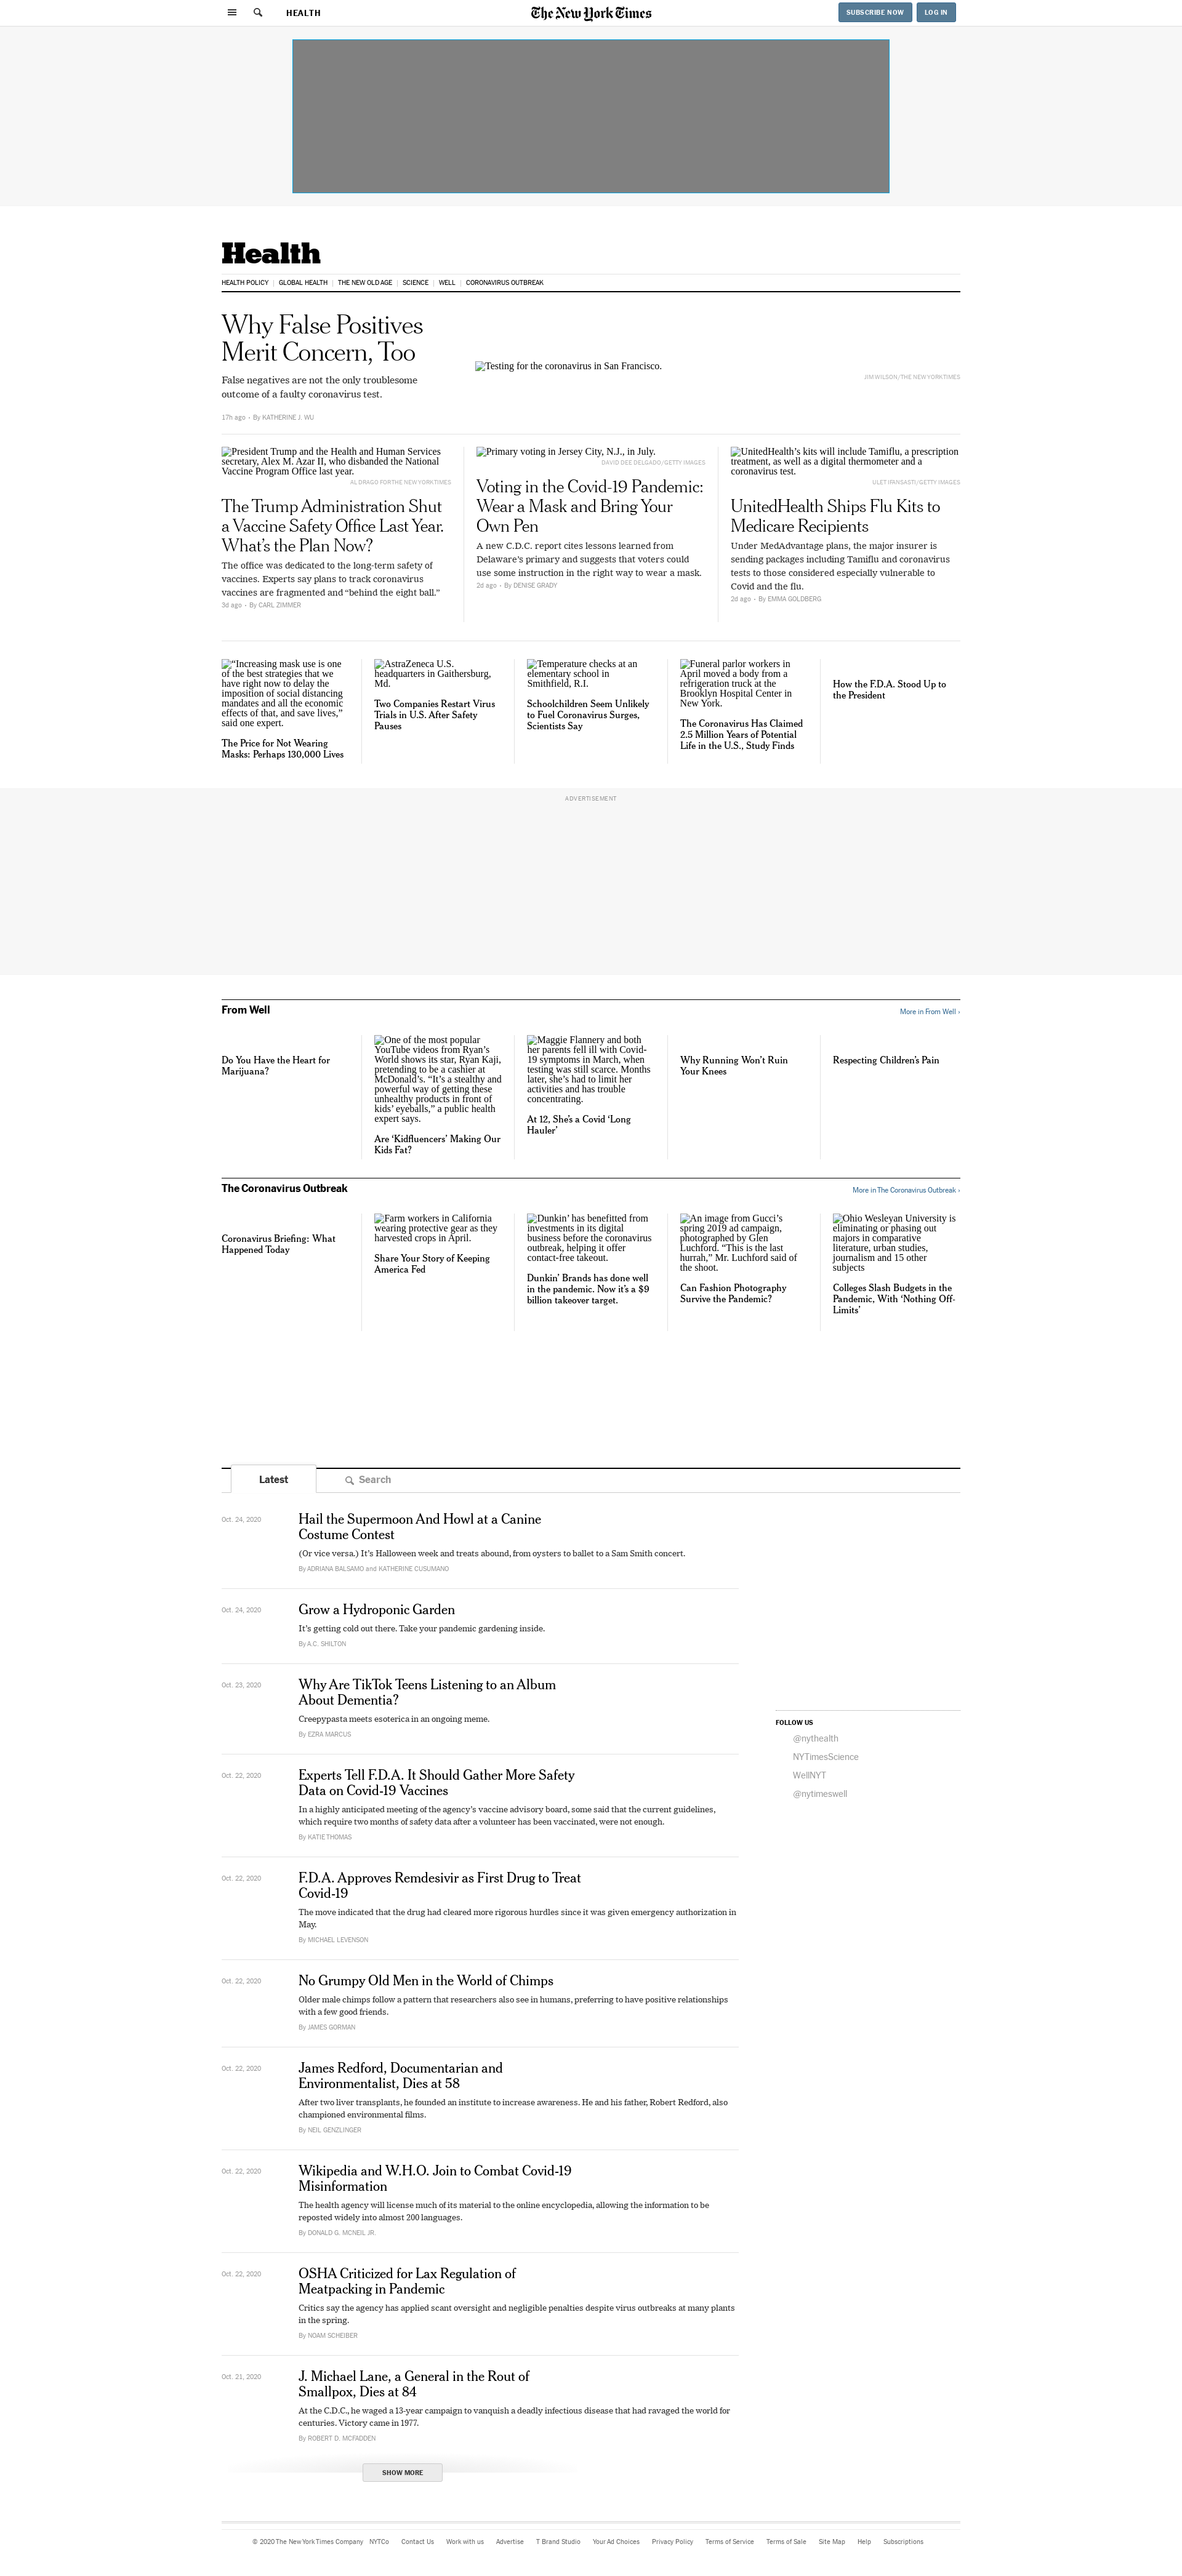 HEALTH
The New York Times
SUBSCRIBE NOW
LOG IN
Health
HEALTH POLICY
GLOBAL HEALTH
THE NEW OLD AGE
SCIENCE
WELL
CORONAVIRUS OUTBREAK
Why False Positives
Merit Concern, Too
False negatives are not the only troublesome
outcome of a faulty coronavirus test.
17h ago • By KATHERINE J. WU
Testing for the coronavirus in San Francisco.
JIM WILSON/THE NEW YORK TIMES
President Trump and the Health and Human Services
secretary, Alex M. Azar II, who disbanded the National
Vaccine Program Office last year.
AL DRAGO FOR THE NEW YORK TIMES
The Trump Administration Shut
a Vaccine Safety Office Last Year.
What’s the Plan Now?
The office was dedicated to the long-term safety of
vaccines. Experts say plans to track coronavirus
vaccines are fragmented and “behind the eight ball.”
3d ago • By CARL ZIMMER
Primary voting in Jersey City, N.J., in July.
DAVID DEE DELGADO/GETTY IMAGES
Voting in the Covid-19 Pandemic:
Wear a Mask and Bring Your
Own Pen
A new C.D.C. report cites lessons learned from
Delaware’s primary and suggests that voters could
use some instruction in the right way to wear a mask.
2d ago • By DENISE GRADY
UnitedHealth’s kits will include Tamiflu, a prescription
treatment, as well as a digital thermometer and a
coronavirus test.
ULET IFANSASTI/GETTY IMAGES
UnitedHealth Ships Flu Kits to
Medicare Recipients
Under MedAdvantage plans, the major insurer is
sending packages including Tamiflu and coronavirus
tests to those considered especially vulnerable to
Covid and the flu.
2d ago • By EMMA GOLDBERG
“Increasing mask use is one
of the best strategies that we
have right now to delay the
imposition of social distancing
mandates and all the economic
effects of that, and save lives,”
said one expert.
The Price for Not Wearing
Masks: Perhaps 130,000 Lives
AstraZeneca U.S.
headquarters in Gaithersburg,
Md.
Two Companies Restart Virus
Trials in U.S. After Safety
Pauses
Temperature checks at an
elementary school in
Smithfield, R.I.
Schoolchildren Seem Unlikely
to Fuel Coronavirus Surges,
Scientists Say
Funeral parlor workers in
April moved a body from a
refrigeration truck at the
Brooklyn Hospital Center in
New York.
The Coronavirus Has Claimed
2.5 Million Years of Potential
Life in the U.S., Study Finds
How the F.D.A. Stood Up to
the President
ADVERTISEMENT
From Well
More in From Well ›
Do You Have the Heart for
Marijuana?
One of the most popular
YouTube videos from Ryan’s
World shows its star, Ryan Kaji,
pretending to be a cashier at
McDonald’s. “It’s a stealthy and
powerful way of getting these
unhealthy products in front of
kids’ eyeballs,” a public health
expert says.
Are ‘Kidfluencers’ Making Our
Kids Fat?
Maggie Flannery and both
her parents fell ill with Covid-
19 symptoms in March, when
testing was still scarce. Months
later, she’s had to limit her
activities and has trouble
concentrating.
At 12, She’s a Covid ‘Long
Hauler’
Why Running Won’t Ruin
Your Knees
Respecting Children’s Pain
The Coronavirus Outbreak
More in The Coronavirus Outbreak ›
Coronavirus Briefing: What
Happened Today
Farm workers in California
wearing protective gear as they
harvested crops in April.
Share Your Story of Keeping
America Fed
Dunkin’ has benefitted from
investments in its digital
business before the coronavirus
outbreak, helping it offer
contact-free takeout.
Dunkin’ Brands has done well
in the pandemic. Now it’s a $9
billion takeover target.
An image from Gucci’s
spring 2019 ad campaign,
photographed by Glen
Luchford. “This is the last
hurrah,” Mr. Luchford said of
the shoot.
Can Fashion Photography
Survive the Pandemic?
Ohio Wesleyan University is
eliminating or phasing out
majors in comparative
literature, urban studies,
journalism and 15 other
subjects
Colleges Slash Budgets in the
Pandemic, With ‘Nothing Off-
Limits’
Latest
Search
Oct. 24, 2020
Hail the Supermoon And Howl at a Canine
Costume Contest
(Or vice versa.) It’s Halloween week and treats abound, from oysters to ballet to a Sam Smith concert.
By ADRIANA BALSAMO and KATHERINE CUSUMANO
Oct. 24, 2020
Grow a Hydroponic Garden
It’s getting cold out there. Take your pandemic gardening inside.
By A.C. SHILTON
Oct. 23, 2020
Why Are TikTok Teens Listening to an Album
About Dementia?
Creepypasta meets esoterica in an ongoing meme.
By EZRA MARCUS
Oct. 22, 2020
Experts Tell F.D.A. It Should Gather More Safety
Data on Covid-19 Vaccines
In a highly anticipated meeting of the agency’s vaccine advisory board, some said that the current guidelines,
which require two months of safety data after a volunteer has been vaccinated, were not enough.
By KATIE THOMAS
Oct. 22, 2020
F.D.A. Approves Remdesivir as First Drug to Treat
Covid-19
The move indicated that the drug had cleared more rigorous hurdles since it was given emergency authorization in
May.
By MICHAEL LEVENSON
Oct. 22, 2020
No Grumpy Old Men in the World of Chimps
Older male chimps follow a pattern that researchers also see in humans, preferring to have positive relationships
with a few good friends.
By JAMES GORMAN
Oct. 22, 2020
James Redford, Documentarian and
Environmentalist, Dies at 58
After two liver transplants, he founded an institute to increase awareness. He and his father, Robert Redford, also
championed environmental films.
By NEIL GENZLINGER
Oct. 22, 2020
Wikipedia and W.H.O. Join to Combat Covid-19
Misinformation
The health agency will license much of its material to the online encyclopedia, allowing the information to be
reposted widely into almost 200 languages.
By DONALD G. MCNEIL JR.
Oct. 22, 2020
OSHA Criticized for Lax Regulation of
Meatpacking in Pandemic
Critics say the agency has applied scant oversight and negligible penalties despite virus outbreaks at many plants
in the spring.
By NOAM SCHEIBER
Oct. 21, 2020
J. Michael Lane, a General in the Rout of
Smallpox, Dies at 84
At the C.D.C., he waged a 13-year campaign to vanquish a deadly infectious disease that had ravaged the world for
centuries. Victory came in 1977.
By ROBERT D. MCFADDEN
SHOW MORE
FOLLOW US
@nythealth
NYTimesScience
WellNYT
@nytimeswell
© 2020 The New York Times Company NYTCo Contact Us Work with us Advertise T Brand Studio Your Ad Choices Privacy Policy Terms of Service Terms of Sale Site Map Help Subscriptions